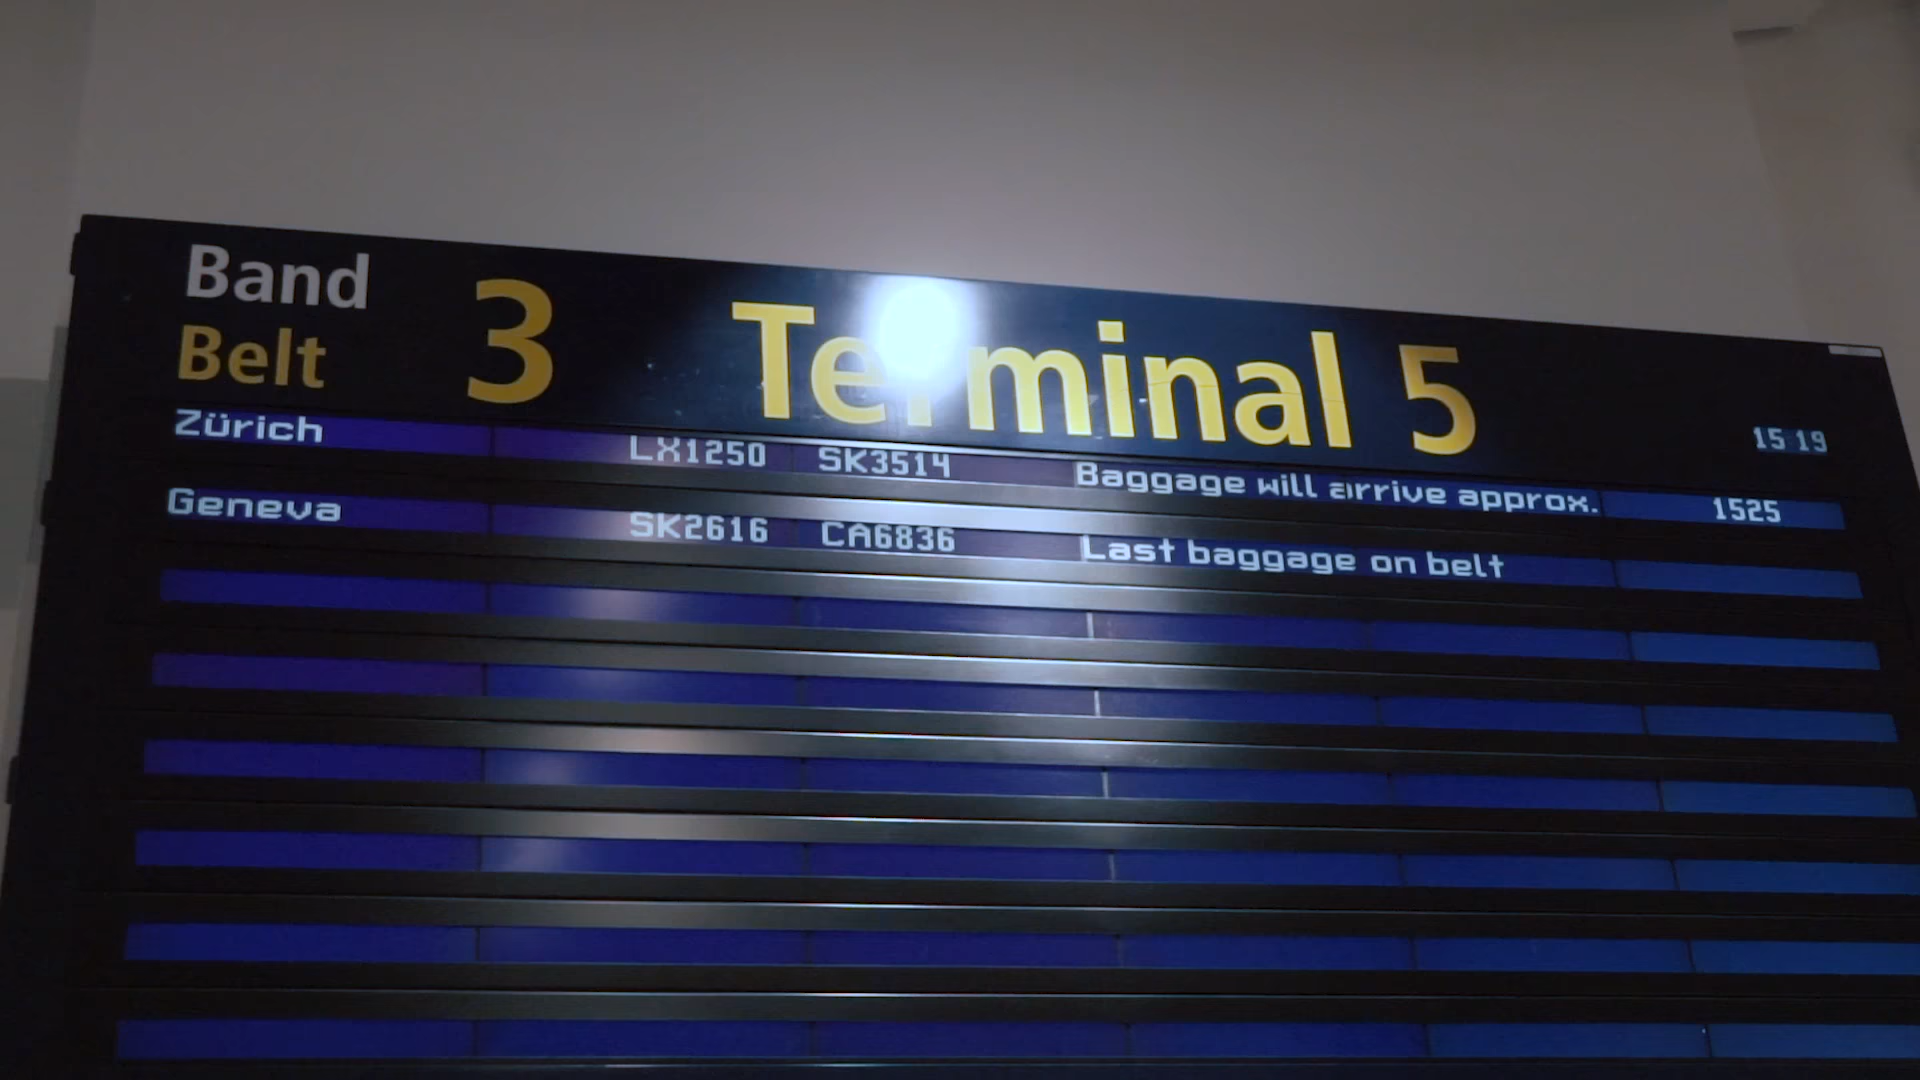 Band
Belt
3 Terminal 5
15 19
Zürich LX1250 SK3514 Baggage will arrive approx. 1525
Geneva SK2616 CA6836 Last baggage on belt